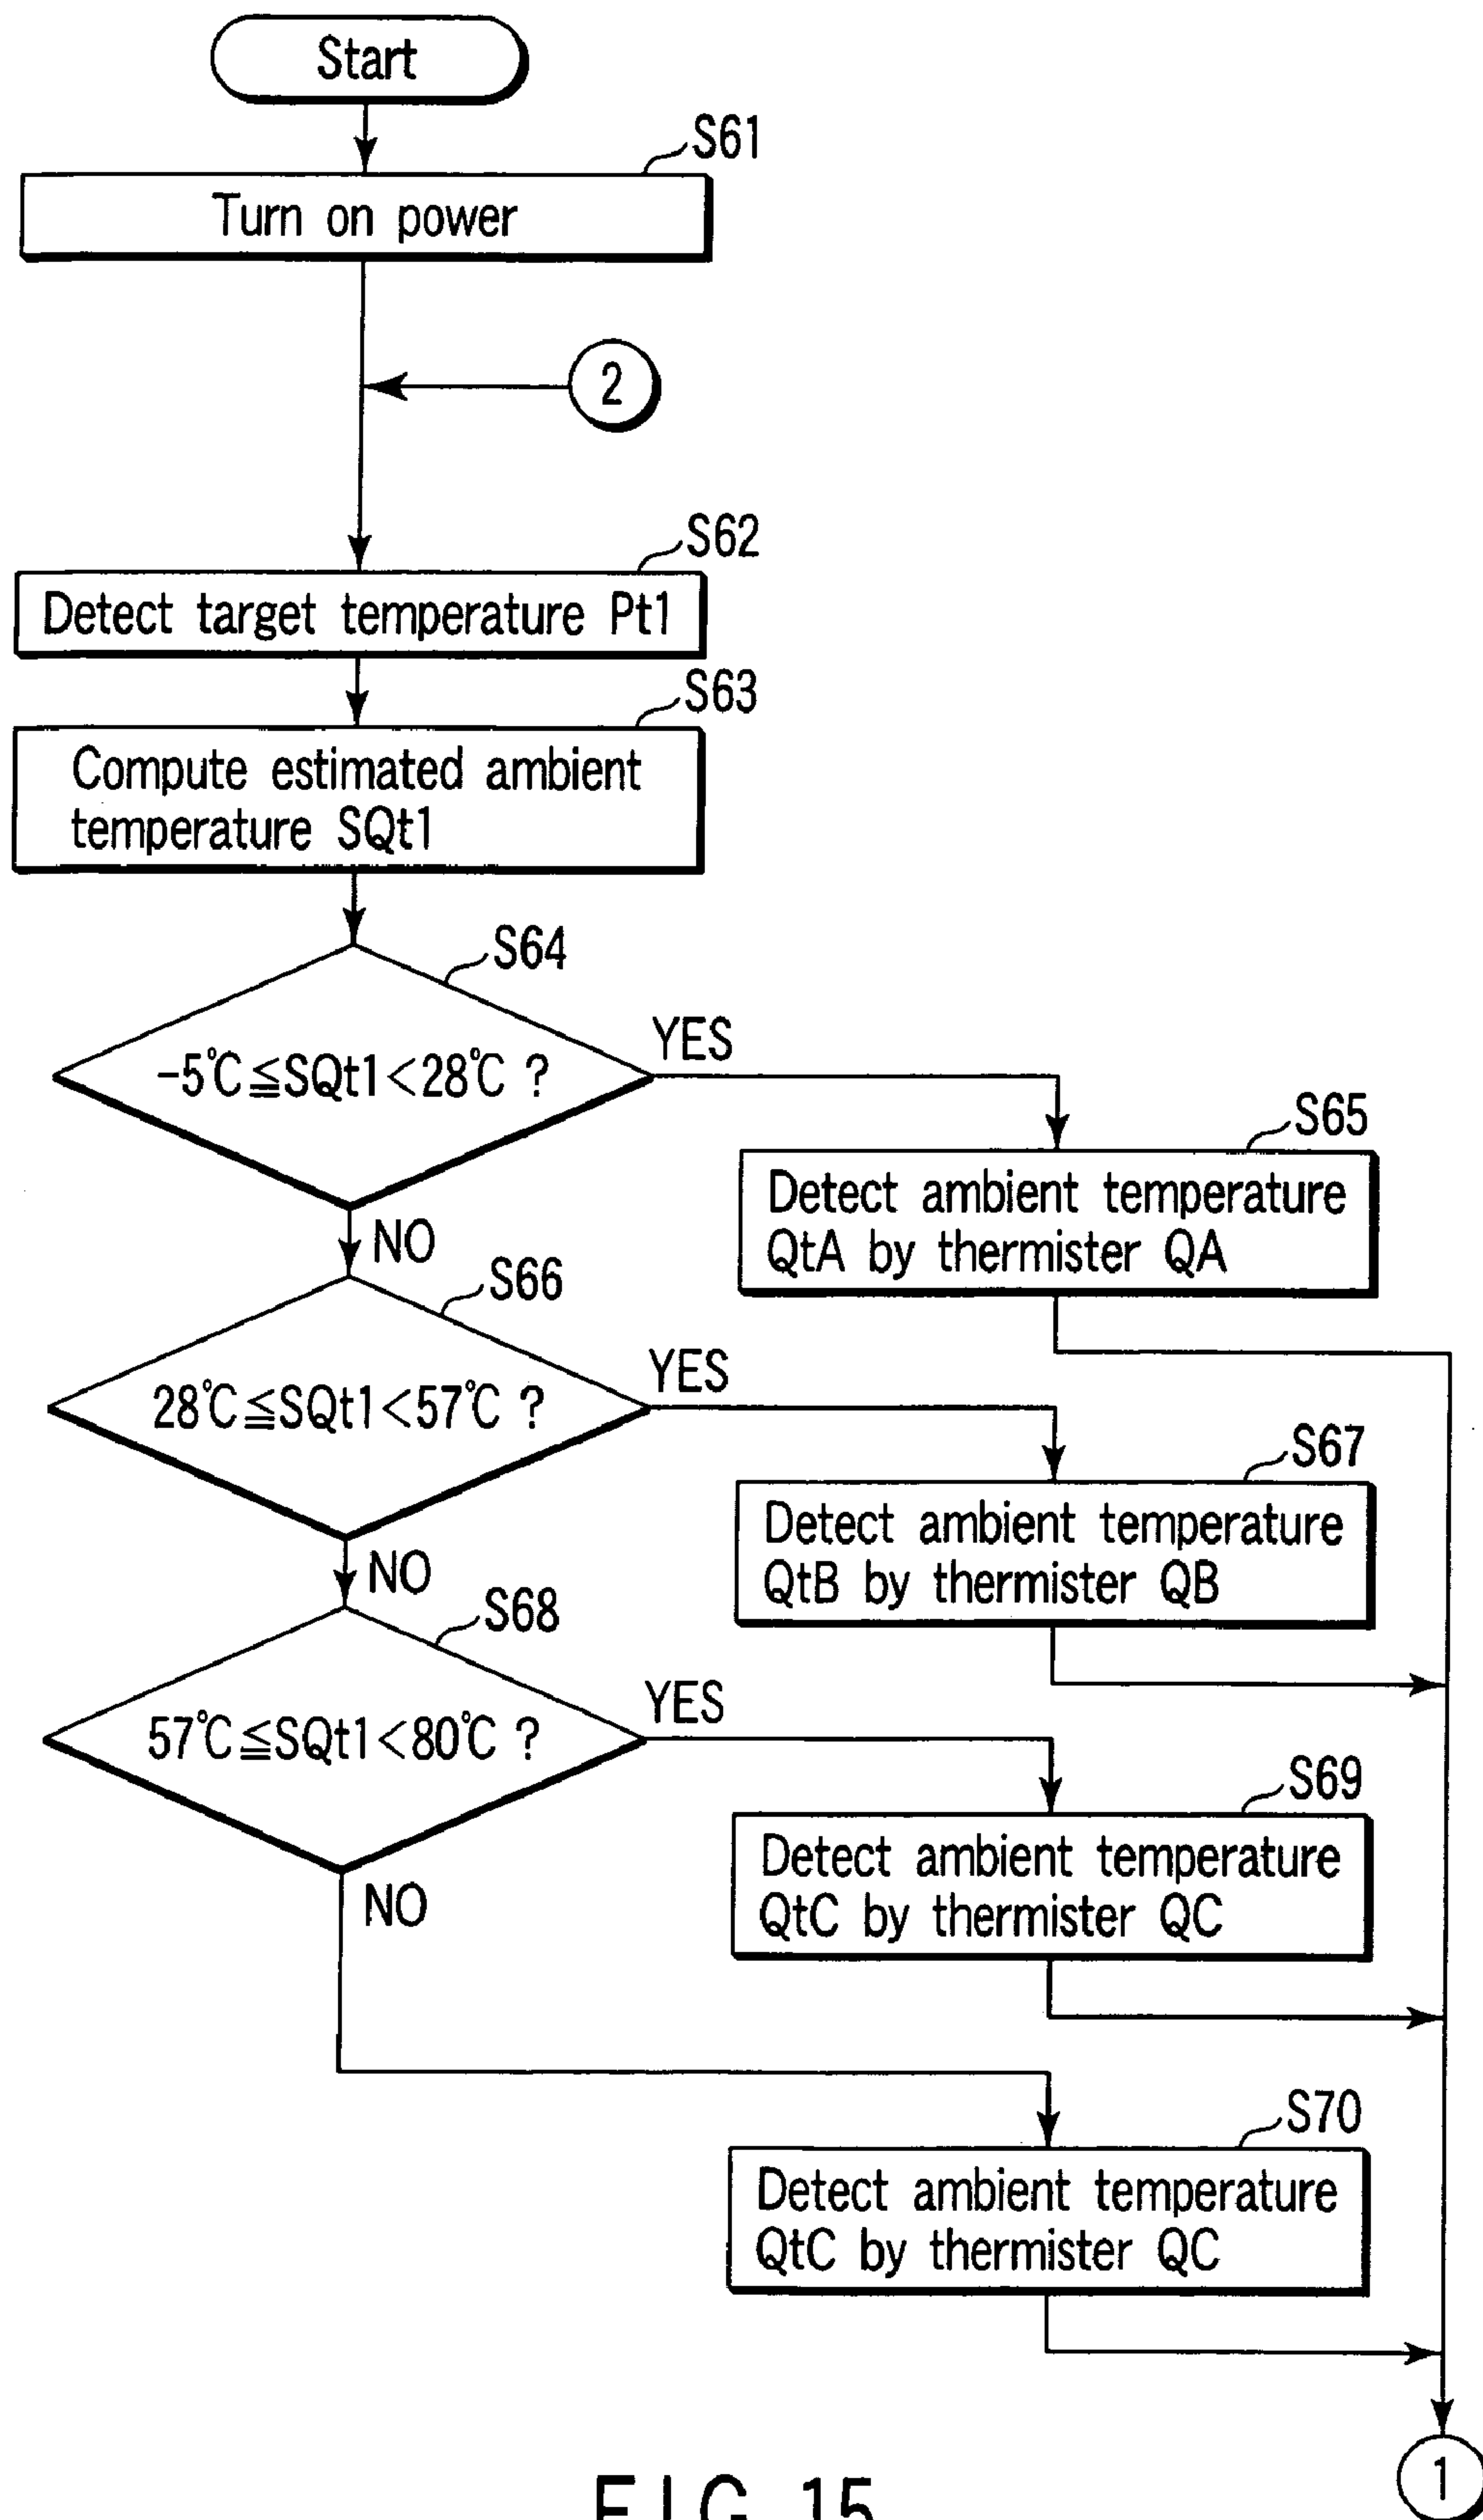 Start
S61
Turn on power
2
S62
Detect target temperature Pt1
S63
Compute estimated ambient
temperature SQt1
S64
-5°C≦SQt1<28°C ?
YES
S65
Detect ambient temperature
QtA by thermister QA
NO
S66
28°C≦SQt1<57°C ?
YES
S67
Detect ambient temperature
QtB by thermister QB
NO
S68
57°C≦SQt1<80°C ?
YES
S69
Detect ambient temperature
QtC by thermister QC
NO
S70
Detect ambient temperature
QtC by thermister QC
1
FIG. 15